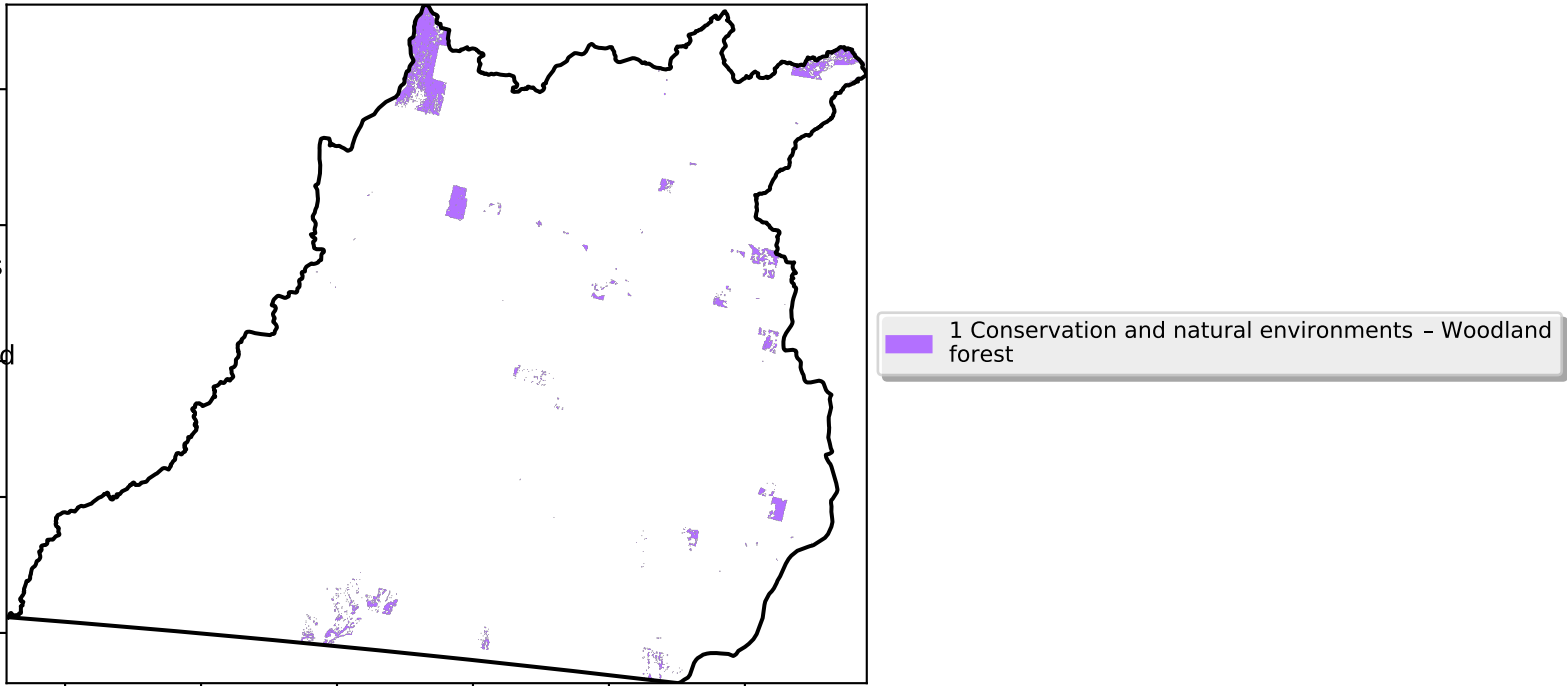 d
1 Conservation and natural environments – Woodland
forest